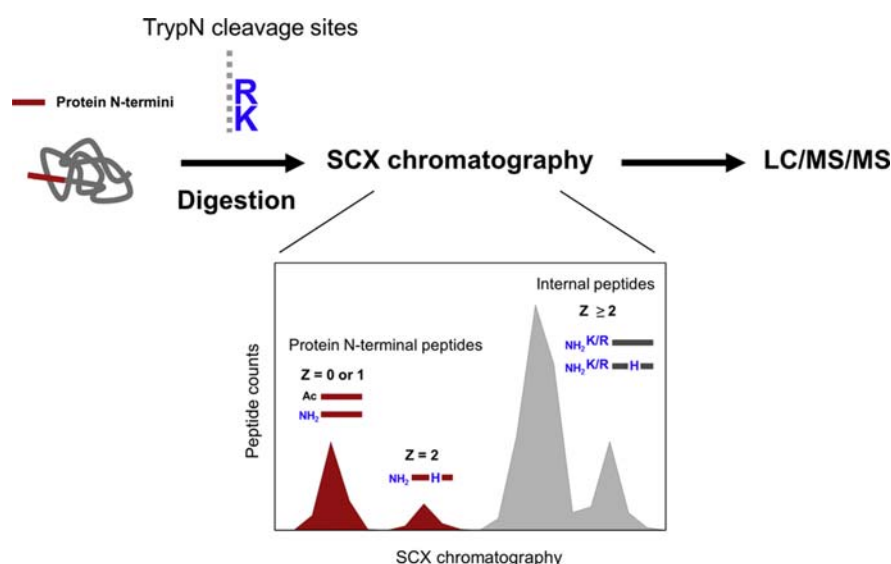 TrypN cleavage sites
R
K
Protein N-termini
Digestion
SCX chromatography
LC/MS/MS
Peptide counts
Protein N-terminal peptides
Z = 0 or 1
Ac
NH2
Z = 2
NH2 H
Internal peptides
Z ≥ 2
NH2 K/R
NH2 K/R H
SCX chromatography